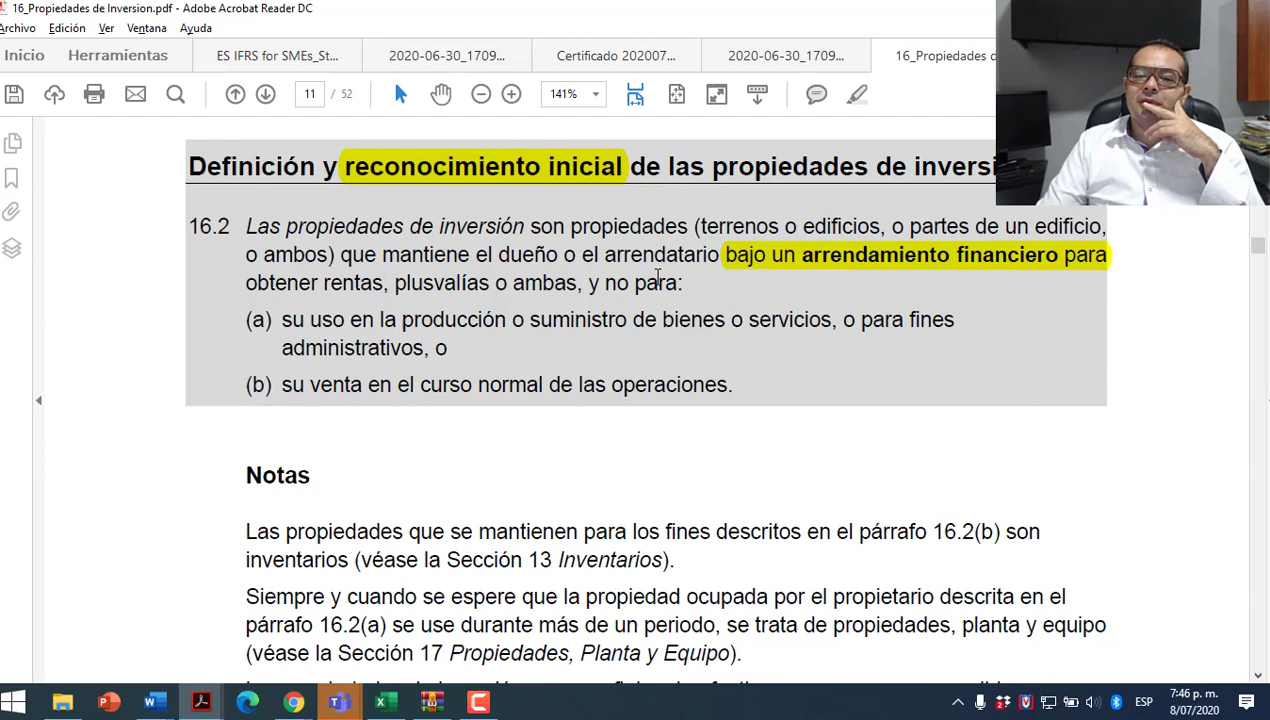 16_Propiedades de Inversion.pdf - Adobe Acrobat Reader DC
Archivo Edición Ver Ventana Ayuda
Inicio Herramientas ES IFRS for SMEs_St... 2020-06-30_1709... Certificado 202007... 2020-06-30_1709... 16_Propiedades de
11 / 52 141%
Definición y reconocimiento inicial de las propiedades de inversi
16.2 Las propiedades de inversión son propiedades (terrenos o edificios, o partes de un edificio,
o ambos) que mantiene el dueño o el arrendatario bajo un arrendamiento financiero para
obtener rentas, plusvalías o ambas, y no para:
(a) su uso en la producción o suministro de bienes o servicios, o para fines
administrativos, o
(b) su venta en el curso normal de las operaciones.
Notas
Las propiedades que se mantienen para los fines descritos en el párrafo 16.2(b) son
inventarios (véase la Sección 13 Inventarios).
Siempre y cuando se espere que la propiedad ocupada por el propietario descrita en el
párrafo 16.2(a) se use durante más de un periodo, se trata de propiedades, planta y equipo
(véase la Sección 17 Propiedades, Planta y Equipo).
ESP
7:46 p. m.
8/07/2020